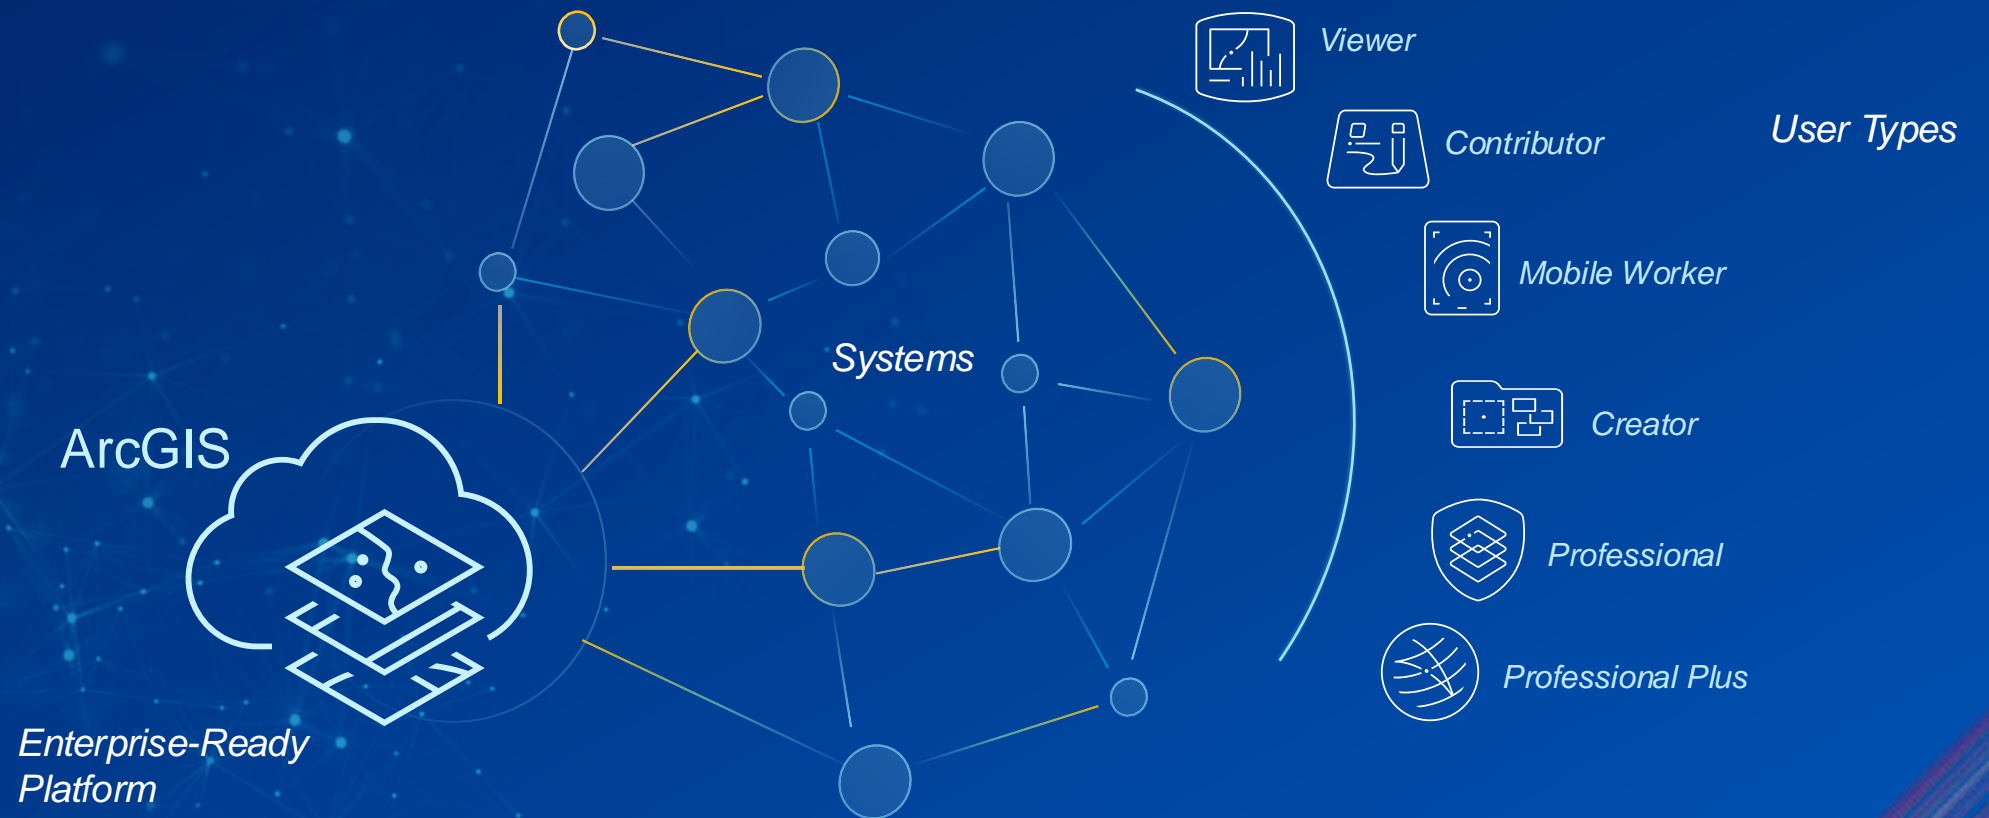 Viewer
Contributor
User Types
Mobile Worker
Systems
Creator
ArcGIS
Professional
Professional Plus
Enterprise-Ready
Platform